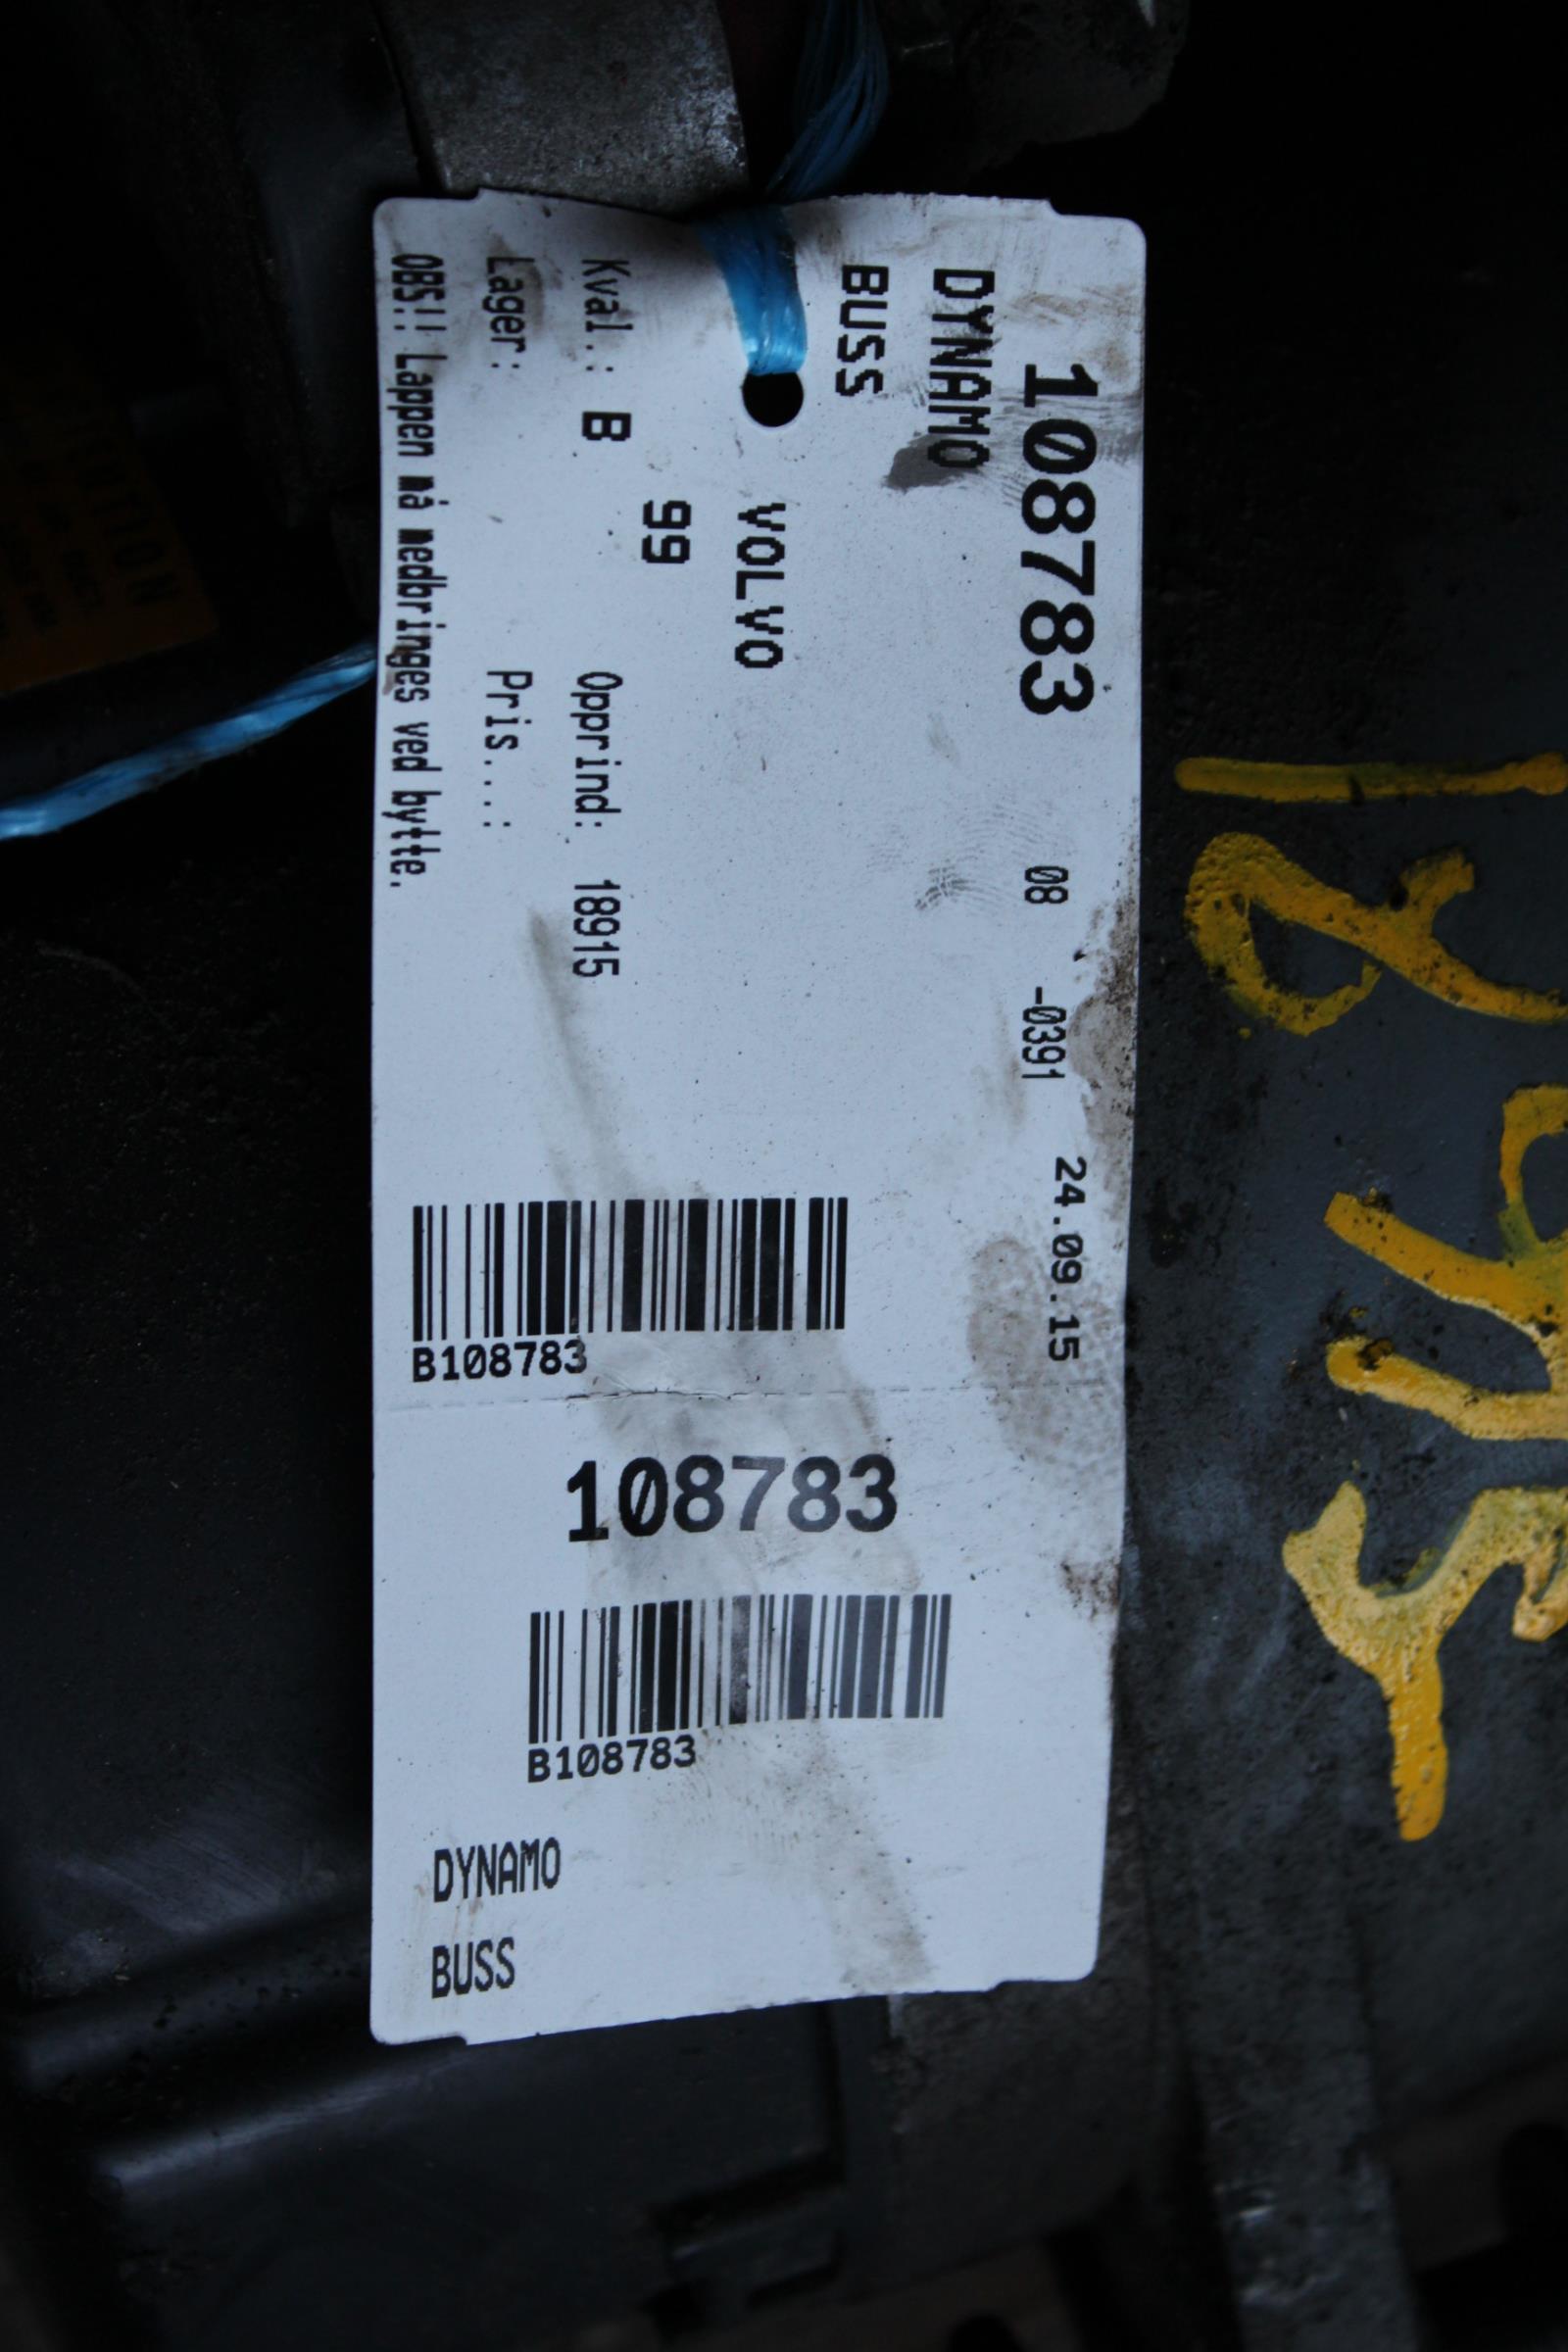 108783 08 -0391 24.09.15
DYNAMO
BUSS
VOLVO
99
Kval.: B Opprind: 18915
Lager: Pris...:
OBS!! Lappen må medbringes ved bytte.
B108783
108783
B108783
DYNAMO
BUSS